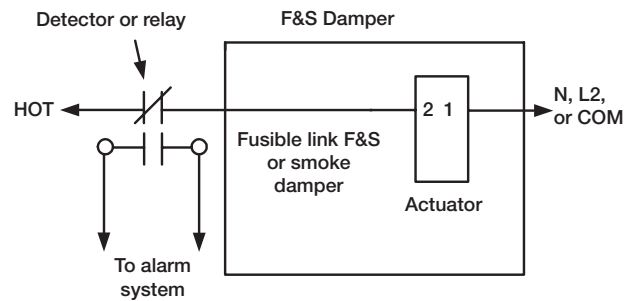 Detector or relay
F&S Damper
HOT
2 1
N, L2,
or COM
Fusible link F&S
or smoke
damper
Actuator
To alarm
system